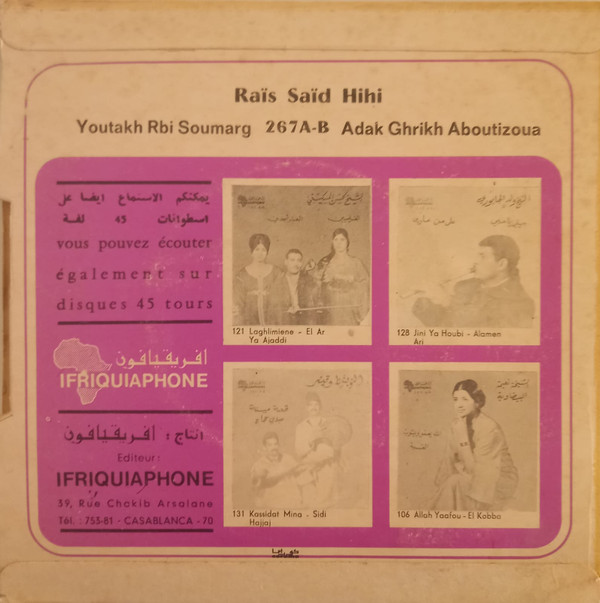 Raïs Saïd Hihi
Youtakh Rbi Soumarg 267A-B Adak Ghrikh Aboutizoua
يمكنكم الاستماع ايضا على
اسطوانات 45 لفة
vous pouvez écouter
également sur
disques 45 tours
افريقيافون
IFRIQUIAPHONE
انتاج : افريقيافون
Editeur :
IFRIQUIAPHONE
39, Rue Chakib Arsalane
Tél. : 753-81 - CASABLANCA - 70
121 Laghlimiene - El Ar
Ya Ajaddi
128 Jini Ya Houbi - Alamen
Ari
131 Kassidat Mina - Sidi
Hajjaj
106 Allah Yaafou - El Kobba